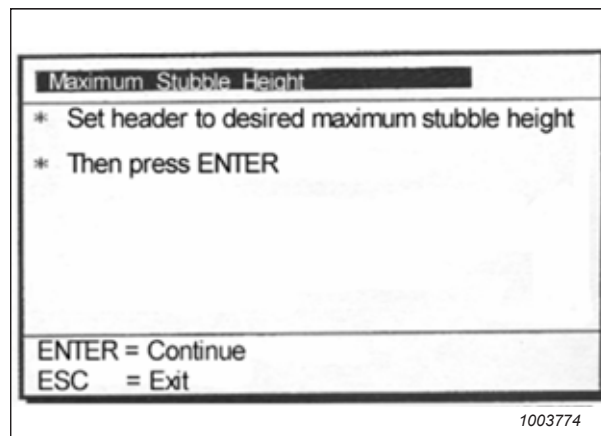 Maximum Stubble Height
* Set header to desired maximum stubble height
* Then press ENTER
ENTER = Continue
ESC = Exit
1003774